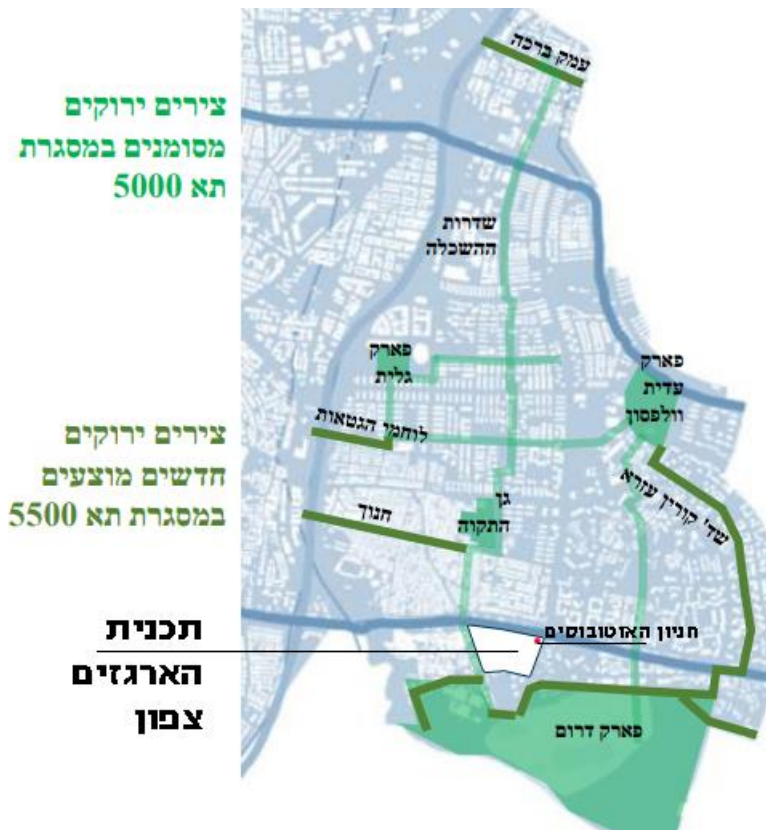 עמק ברכה
צירים ירוקים
מסומנים במסגרת
תא 5000
שדרות
ההשכלה
פארק
גלית
פארק
עדית
וולפסון
לוחמי הגטאות
צירים ירוקים
חדשים מוצעים
במסגרת תא 5500
שד' קורין עזרא
גן
התקוה
חנוך
חניון האוטובוסים
תכנית
הארגזים
צפון
פארק דרום